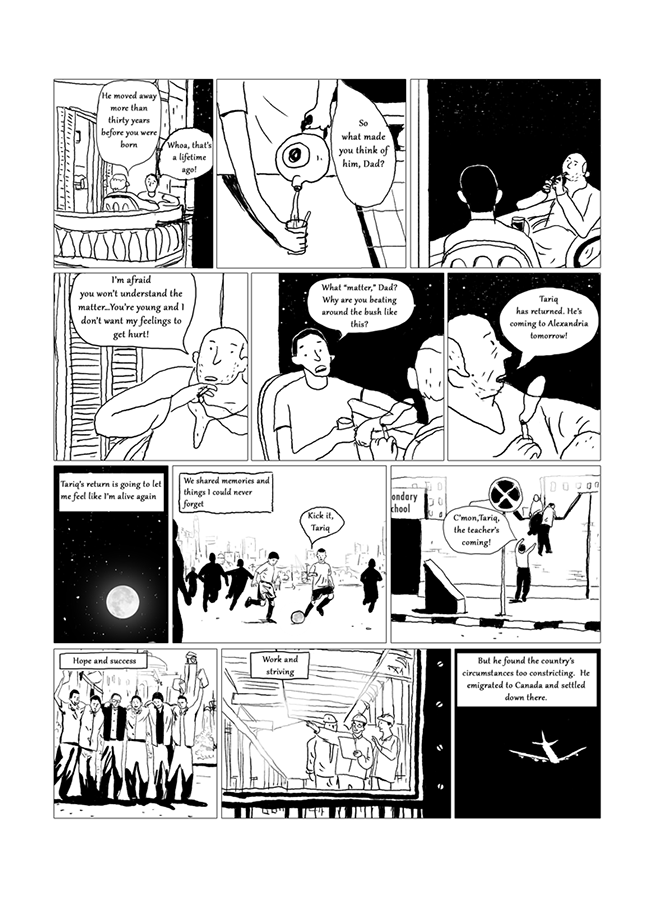 He moved away
more than
thirty years
before you were
born
Whoa, that's
a lifetime
ago!
So
what made
you think of
him, Dad?
I'm afraid
you won't understand the
matter...You're young and I
don't want my feelings to
get hurt!
What "matter," Dad?
Why are you beating
around the bush like
this?
Tariq
has returned. He's
coming to Alexandria
tomorrow!
Tariq's return is going to let
me feel like I'm alive again
We shared memories and
things I could never
forget
Kick it,
Tariq
ondary
chool
C'mon,Tariq,
the teacher's
coming!
Hope and success
Work and
striving
But he found the country's
circumstances too constricting. He
emigrated to Canada and settled
down there.